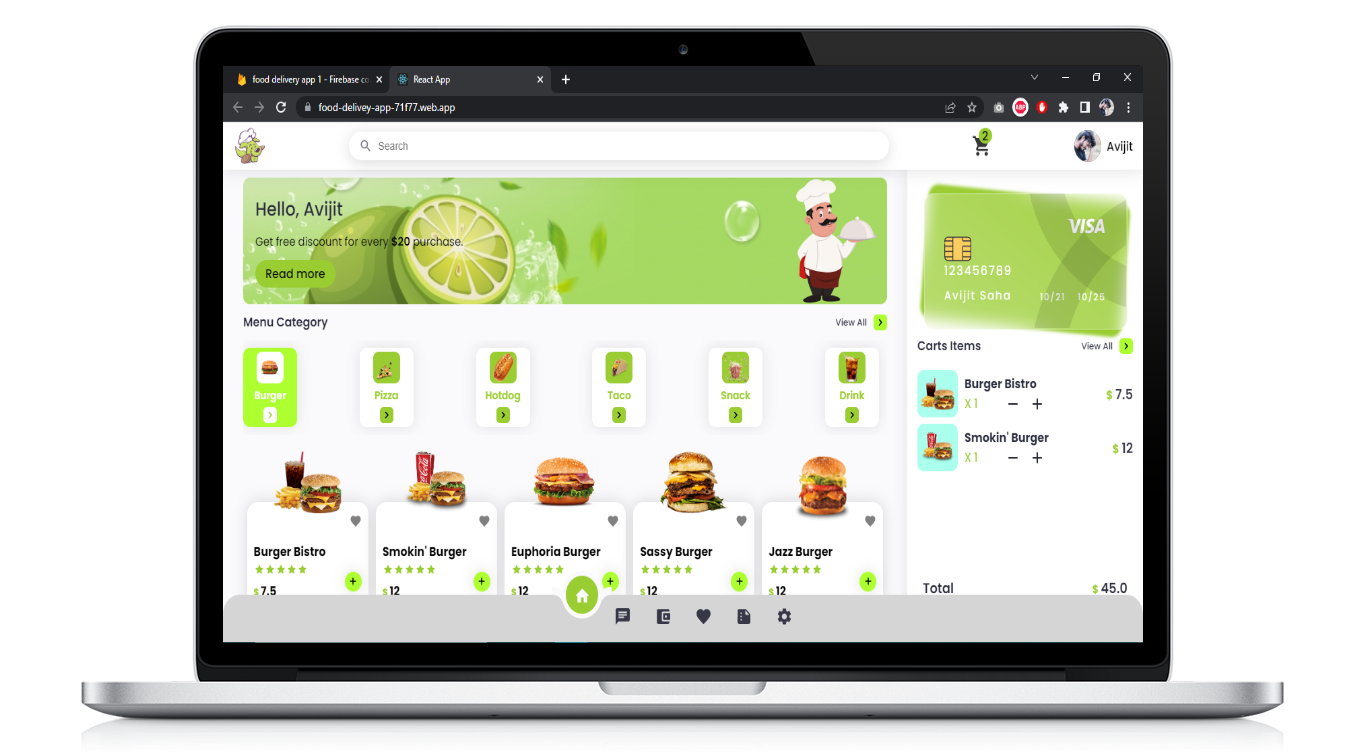 food delivery app 1 - Firebase co
React App
food-delivey-app-71f77.web.app
ABP
Search
2
Avijit
Hello, Avijit
Get free discount for every $20 purchase.
Read more
VISA
123456789
Avijit Saha 10/21 10/26
Menu Category
View All
Burger
Pizza
Hotdog
Taco
Snack
Drink
Carts Items
View All
Burger Bistro
X 1
$ 7.5
Smokin' Burger
X 1
$ 12
Coca-Cola
Burger Bistro
$ 7.5
Smokin' Burger
$ 12
Euphoria Burger
$ 12
Sassy Burger
$ 12
Jazz Burger
$ 12
Total
$ 45.0